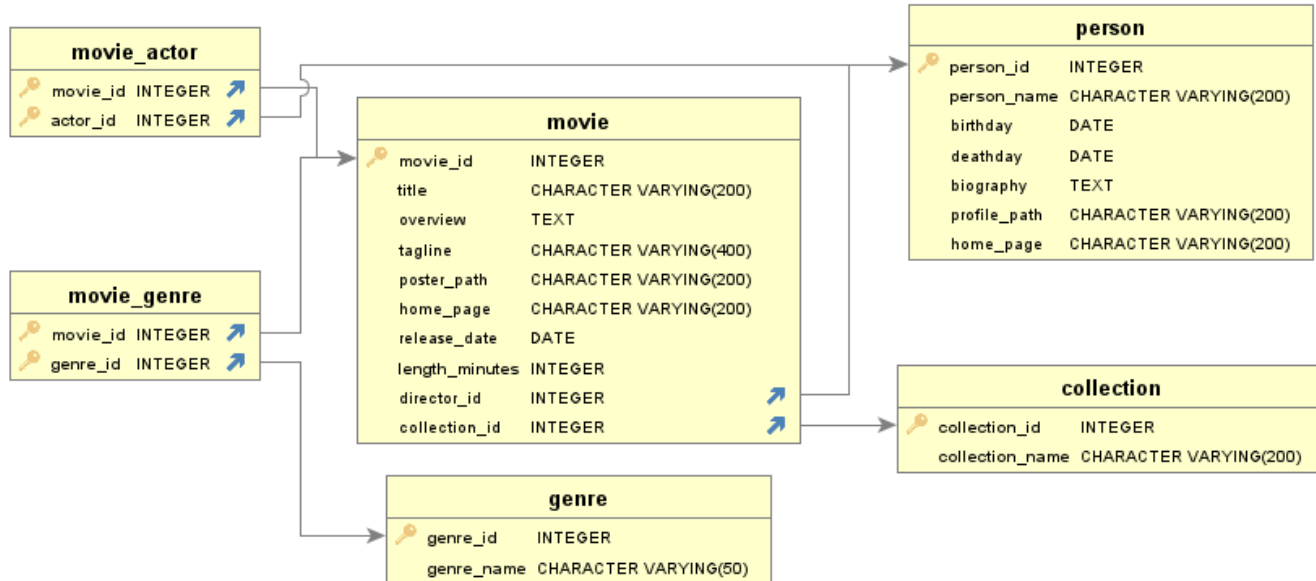 movie_actor
movie_id INTEGER
actor_id INTEGER
movie_genre
movie_id INTEGER
genre_id INTEGER
movie
movie_id INTEGER
title CHARACTER VARYING(200)
overview TEXT
tagline CHARACTER VARYING(400)
poster_path CHARACTER VARYING(200)
home_page CHARACTER VARYING(200)
release_date DATE
length_minutes INTEGER
director_id INTEGER
collection_id INTEGER
genre
genre_id INTEGER
genre_name CHARACTER VARYING(50)
person
person_id INTEGER
person_name CHARACTER VARYING(200)
birthday DATE
deathday DATE
biography TEXT
profile_path CHARACTER VARYING(200)
home_page CHARACTER VARYING(200)
collection
collection_id INTEGER
collection_name CHARACTER VARYING(200)